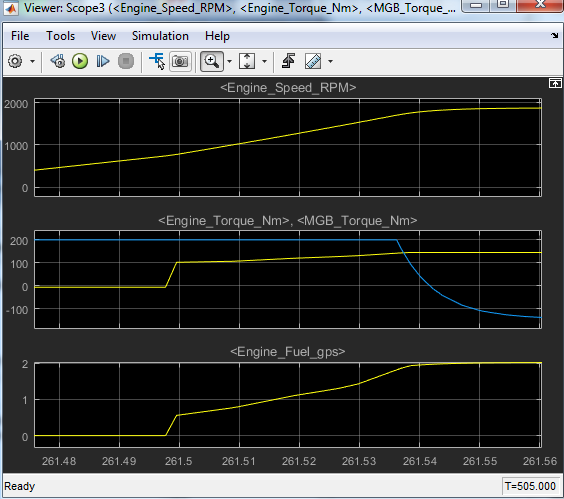 Viewer: Scope3 (<Engine_Speed_RPM>, <Engine_Torque_Nm>, <MGB_Torque_...
File Tools View Simulation Help
<Engine_Speed_RPM>
2000
1000
0
<Engine_Torque_Nm>, <MGB_Torque_Nm>
200
100
0
-100
<Engine_Fuel_gps>
2
1
0
261.48 261.49 261.5 261.51 261.52 261.53 261.54 261.55 261.56
Ready T=505.000